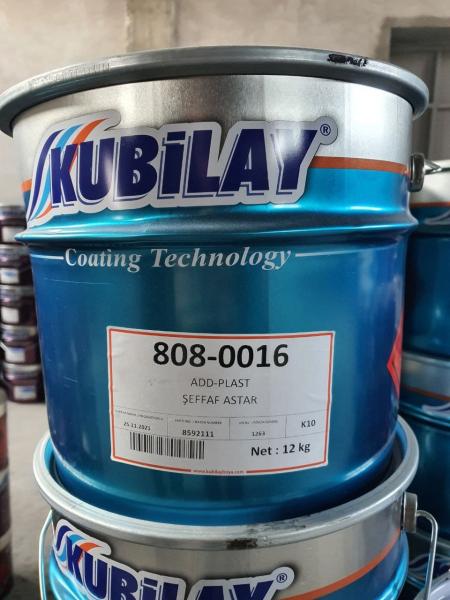 KUBiLAY®
Coating Technology
808-0016
ADD-PLAST
ŞEFFAF ASTAR
25.11.2021 8592111 1263 K10
Net : 12 kg
www.kubilayboya.com
KUBiLAY®